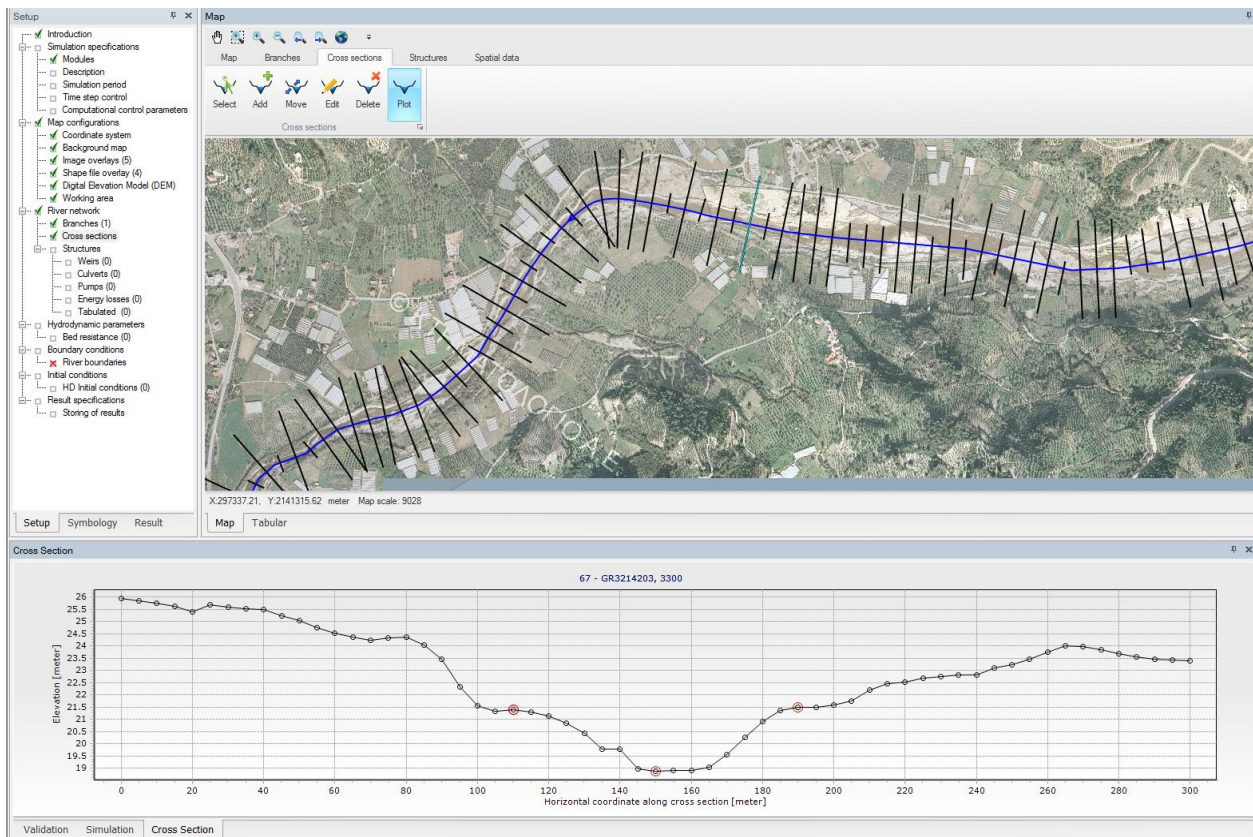 Setup
Introduction
Simulation specifications
Modules
Description
Simulation period
Time step control
Computational control parameters
Map configurations
Coordinate system
Background map
Image overlays (5)
Shape file overlay (4)
Digital Elevation Model (DEM)
Working area
River network
Branches (1)
Cross sections
Structures
Weirs (0)
Culverts (0)
Pumps (0)
Energy losses (0)
Tabulated (0)
Hydrodynamic parameters
Bed resistance (0)
Boundary conditions
River boundaries
Initial conditions
HD Initial conditions (0)
Result specifications
Storing of results
Setup Symbology Result
Map
Map Branches Cross sections Structures Spatial data
Select Add Move Edit Delete Plot
Cross sections
X:297337.21, Y:2141315.62 meter Map scale: 9028
Map Tabular
Cross Section
67 - GR3214203, 3300
Elevation [meter]
26
25.5
25
24.5
24
23.5
23
22.5
22
21.5
21
20.5
20
19.5
19
0 20 40 60 80 100 120 140 160 180 200 220 240 260 280 300
Horizontal coordinate along cross section [meter]
Validation Simulation Cross Section